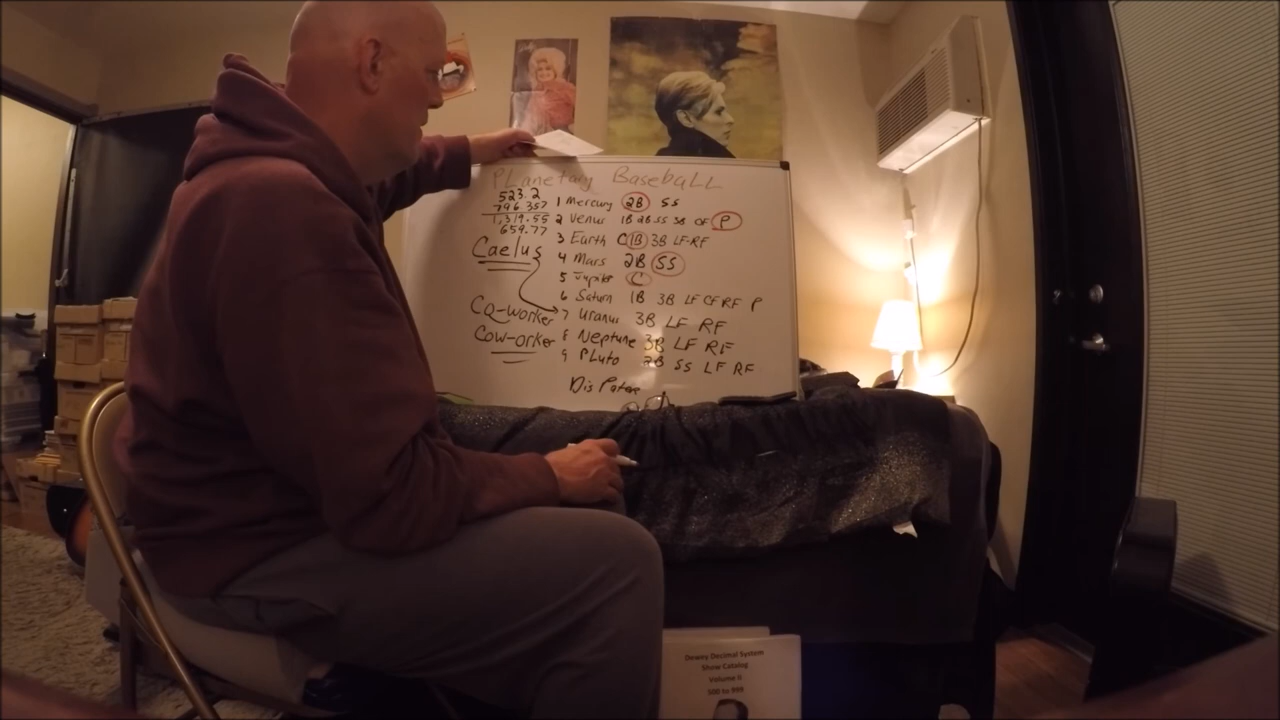 PLanetary BasebaLL
523.2
796.357
1,319.55
659.77
Caelus
Co-worker
Cow-orker
1 Mercury 2B SS
2 Venus 1B 2B SS 3B CF P
3 Earth C 1B 3B LF-RF
4 Mars 2B SS
5 Jupiter C
6 Saturn 1B 3B LF CF RF P
7 Uranus 3B LF RF
8 Neptune 3B LF RF
9 PLuto 2B SS LF RF
Dis Pater
Dewey Decimal System
Show Catalog
Volume II
500 to 999